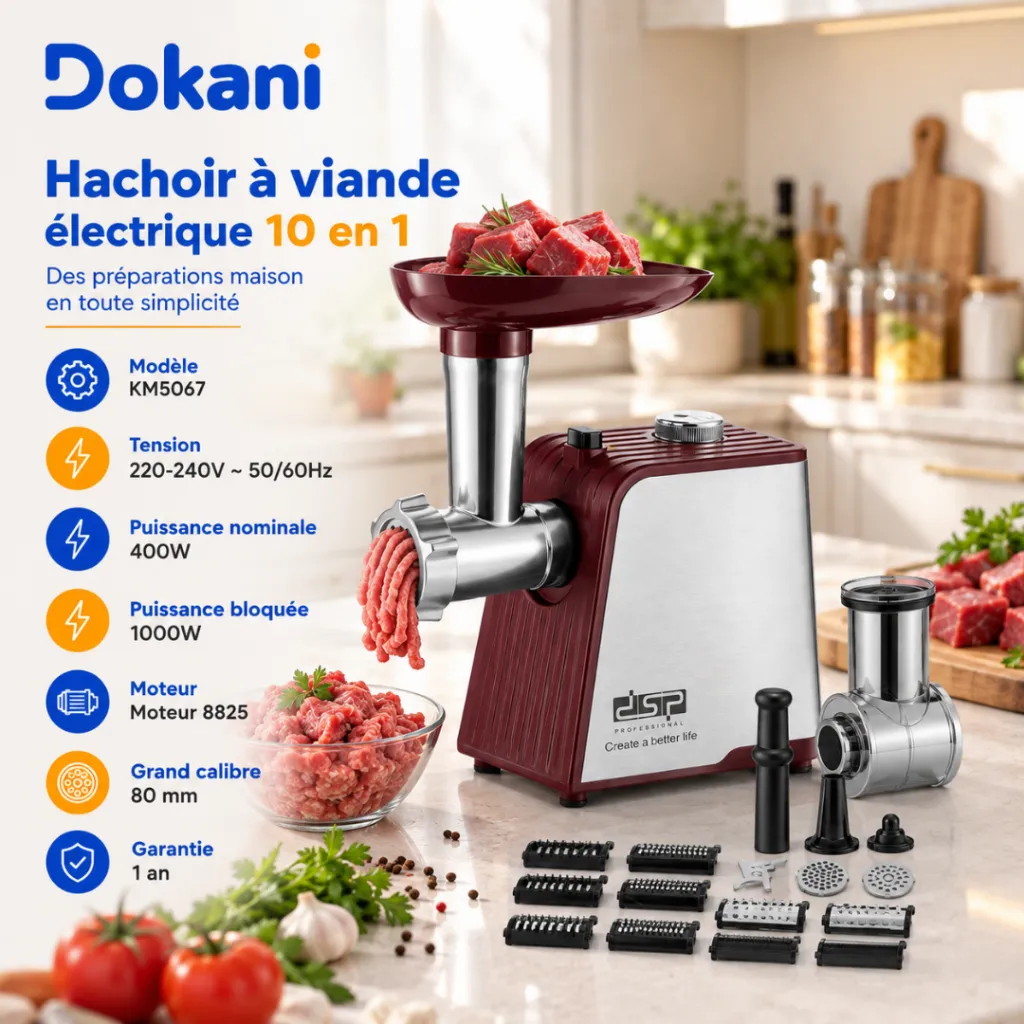 Dokani
Hachoir à viande
électrique 10 en 1
Des préparations maison
en toute simplicité
Modèle
KM5067
Tension
220-240V ~ 50/60Hz
Puissance nominale
400W
Puissance bloquée
1000W
Moteur
Moteur 8825
Grand calibre
80 mm
Garantie
1 an
dsp
PROFESSIONAL
Create a better life